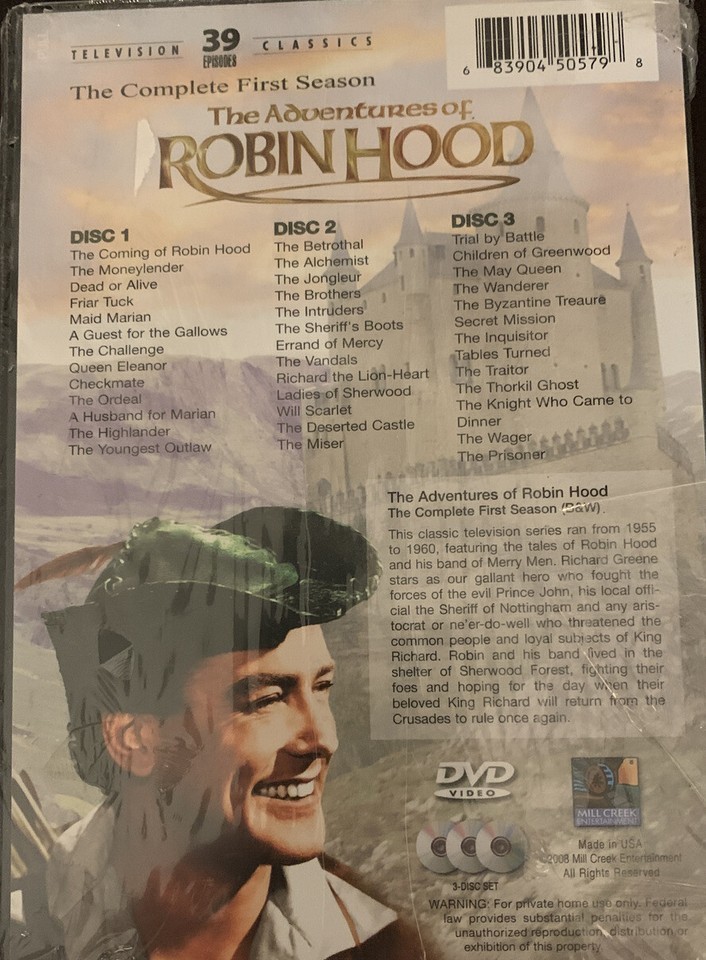 TELEVISION 39 EPISODES CLASSICS
6 83904 50579 8
The Complete First Season
The Adventures of
ROBIN HOOD
DISC 1
The Coming of Robin Hood
The Moneylender
Dead or Alive
Friar Tuck
Maid Marian
A Guest for the Gallows
The Challenge
Queen Eleanor
Checkmate
The Ordeal
A Husband for Marian
The Highlander
The Youngest Outlaw
DISC 2
The Betrothal
The Alchemist
The Jongleur
The Brothers
The Intruders
The Sheriff's Boots
Errand of Mercy
The Vandals
Richard the Lion-Heart
Ladies of Sherwood
Will Scarlet
The Deserted Castle
The Miser
DISC 3
Trial by Battle
Children of Greenwood
The May Queen
The Wanderer
The Byzantine Treaure
Secret Mission
The Inquisitor
Tables Turned
The Traitor
The Thorkil Ghost
The Knight Who Came to
Dinner
The Wager
The Prisoner
The Adventures of Robin Hood
The Complete First Season (B&W).
This classic television series ran from 1955
to 1960, featuring the tales of Robin Hood
and his band of Merry Men. Richard Greene
stars as our gallant hero who fought the
forces of the evil Prince John, his local offi-
cial the Sheriff of Nottingham and any aris-
tocrat or ne'er-do-well who threatened the
common people and loyal subjects of King
Richard. Robin and his band lived in the
shelter of Sherwood Forest, fighting their
foes and hoping for the day when their
beloved King Richard will return from the
Crusades to rule once again.
DVD
VIDEO
MILL CREEK
ENTERTAINMENT
3-DISC SET
Made in USA
©2008 Mill Creek Entertainment
All Rights Reserved
WARNING: For private home use only. Federal
law provides substantial penalties for the
unauthorized reproduction, distribution or
exhibition of this property.